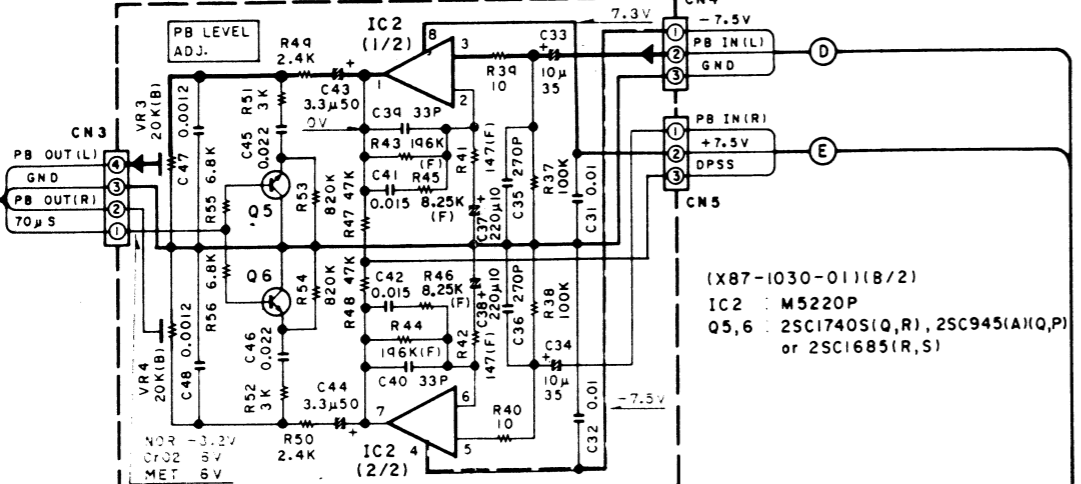 CN4
IC2
(1/2)
7.3V
-7.5V
PB LEVEL
ADJ.
8
3
1
2
C33
10μ
35
①
② PB IN(L)
③ GND
D
R49
2.4K
R39
10
C43
3.3μ50
0V
C39 33P
R51
3K
C45
0.022
VR3
20K(B)
0.0012
C47
CN3
PB OUT(L) ④
GND ③
PB OUT(R) ②
70μS ①
R55 6.8K
R43 196K
(F)
R41
147(F)
C41
0.015
R45
8.25K
(F)
Q5
R53
820K
R47 47K
C37
220μ10
C35 270P
R37
100K
C31 0.01
PB IN(R) ①
+7.5V ②
DPSS ③
E
CN5
R56 6.8K
Q6
R54
820K
R48 47K
C42
0.015
R46
8.25K
(F)
C38+
220μ10
C36 270P
R38
100K
(X87-1030-01)(B/2)
IC2 : M5220P
Q5,6 : 2SC1740S(Q,R), 2SC945(A)(Q,P)
or 2SC1685(R,S)
VR4
20K(B)
C48 0.0012
C46
0.022
R52
3K
R44
196K(F)
C40 33P
R42
147(F)
C34
10μ
35
C44
3.3μ50
7
6
5
4
R40
10
-7.5V
C32 0.01
R50
2.4K
IC2
(2/2)
NOR -3.2V
CrO2 6V
MET 6V